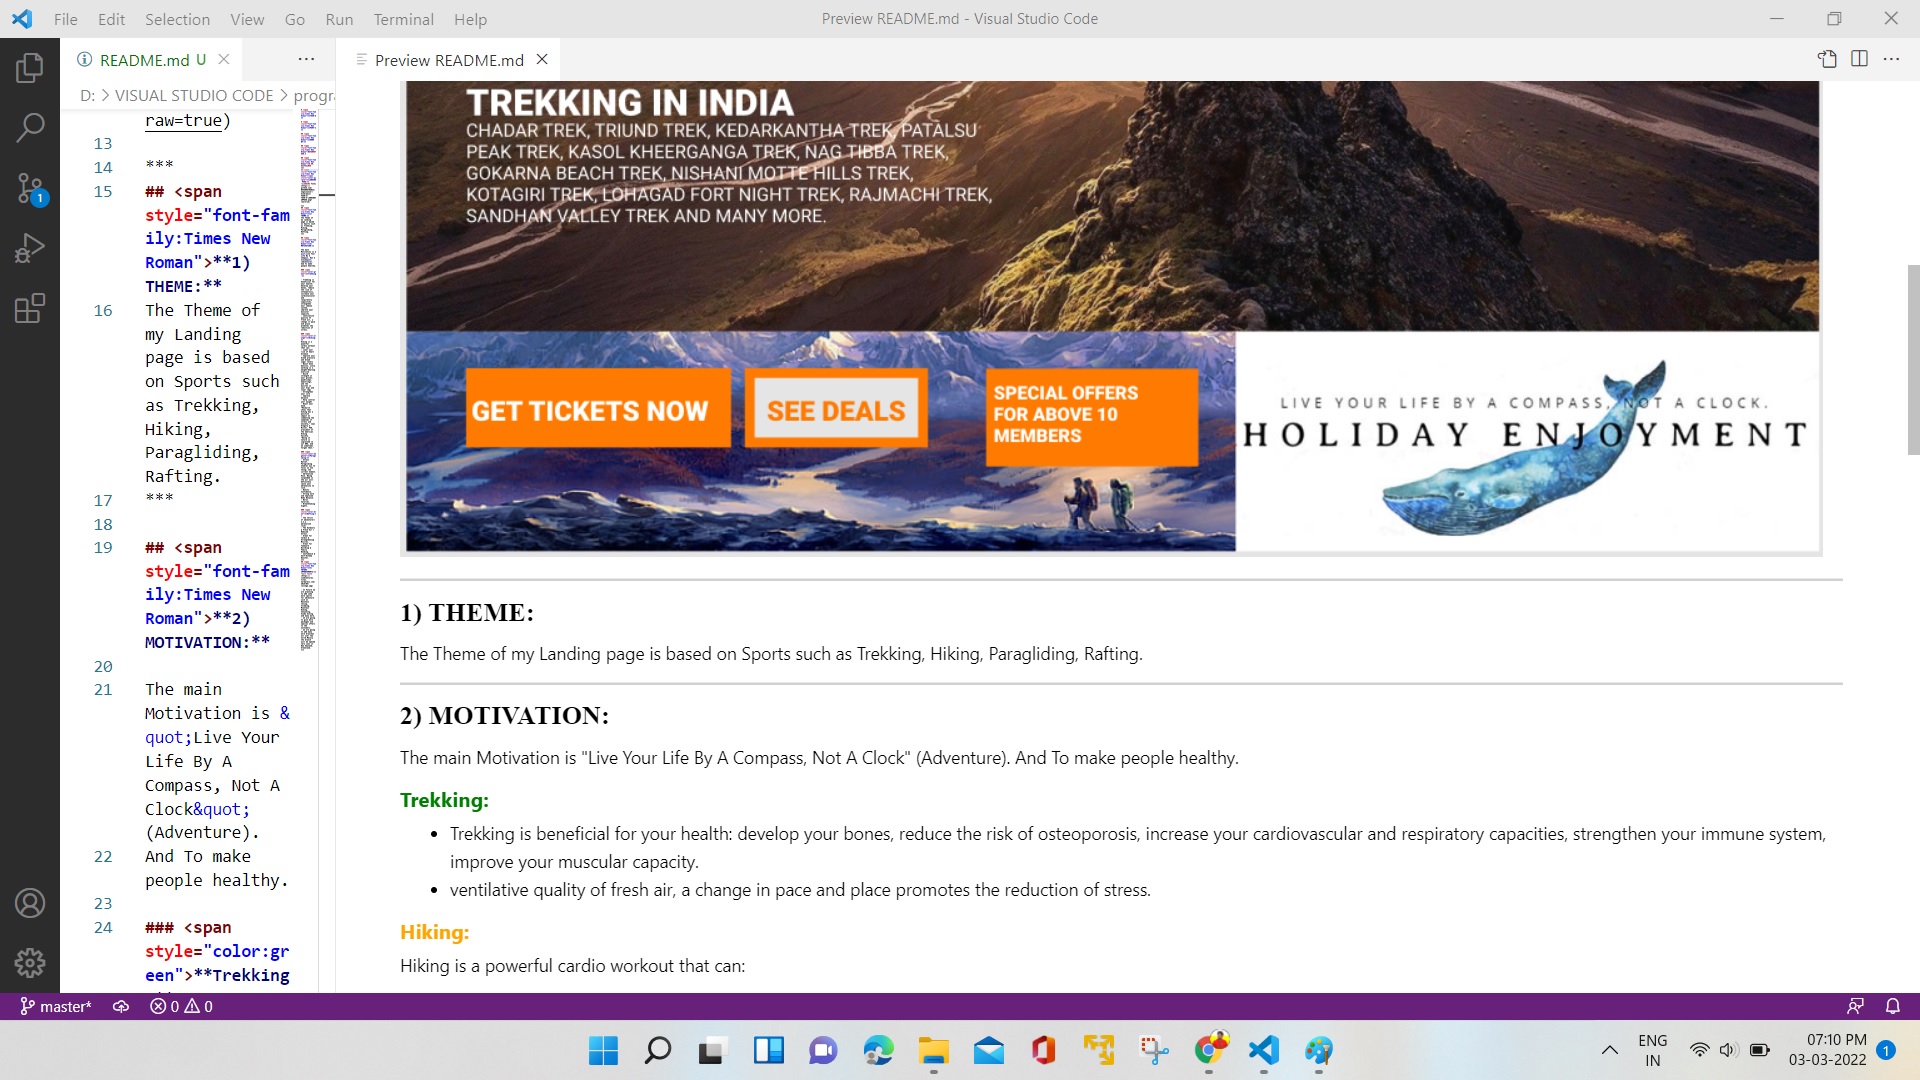 File Edit Selection View Go Run Terminal Help
Preview README.md - Visual Studio Code
README.md U
Preview README.md
D: > VISUAL STUDIO CODE > progra
raw=true)
13
14 ***
15 ## <span
style="font-fam
ily:Times New
Roman">**1)
THEME:**
16 The Theme of
my Landing
page is based
on Sports such
as Trekking,
Hiking,
Paragliding,
Rafting.
17 ***
18
19 ## <span
style="font-fam
ily:Times New
Roman">**2)
MOTIVATION:**
20
21 The main
Motivation is &
quot;Live Your
Life By A
Compass, Not A
Clock&quot;
(Adventure).
22 And To make
people healthy.
23
24 ### <span
style="color:gr
een">**Trekking
TREKKING IN INDIA
CHADAR TREK, TRIUND TREK, KEDARKANTHA TREK, PATALSU
PEAK TREK, KASOL KHEERGANGA TREK, NAG TIBBA TREK,
GOKARNA BEACH TREK, NISHANI MOTTE HILLS TREK,
KOTAGIRI TREK, LOHAGAD FORT NIGHT TREK, RAJMACHI TREK,
SANDHAN VALLEY TREK AND MANY MORE.
GET TICKETS NOW
SEE DEALS
SPECIAL OFFERS
FOR ABOVE 10
MEMBERS
LIVE YOUR LIFE BY A COMPASS, NOT A CLOCK.
HOLIDAY ENJOYMENT
1) THEME:
The Theme of my Landing page is based on Sports such as Trekking, Hiking, Paragliding, Rafting.
2) MOTIVATION:
The main Motivation is "Live Your Life By A Compass, Not A Clock" (Adventure). And To make people healthy.
Trekking:
• Trekking is beneficial for your health: develop your bones, reduce the risk of osteoporosis, increase your cardiovascular and respiratory capacities, strengthen your immune system,
improve your muscular capacity.
• ventilative quality of fresh air, a change in pace and place promotes the reduction of stress.
Hiking:
Hiking is a powerful cardio workout that can:
1
master* 0 0
ENG
IN
07:10 PM
03-03-2022
1